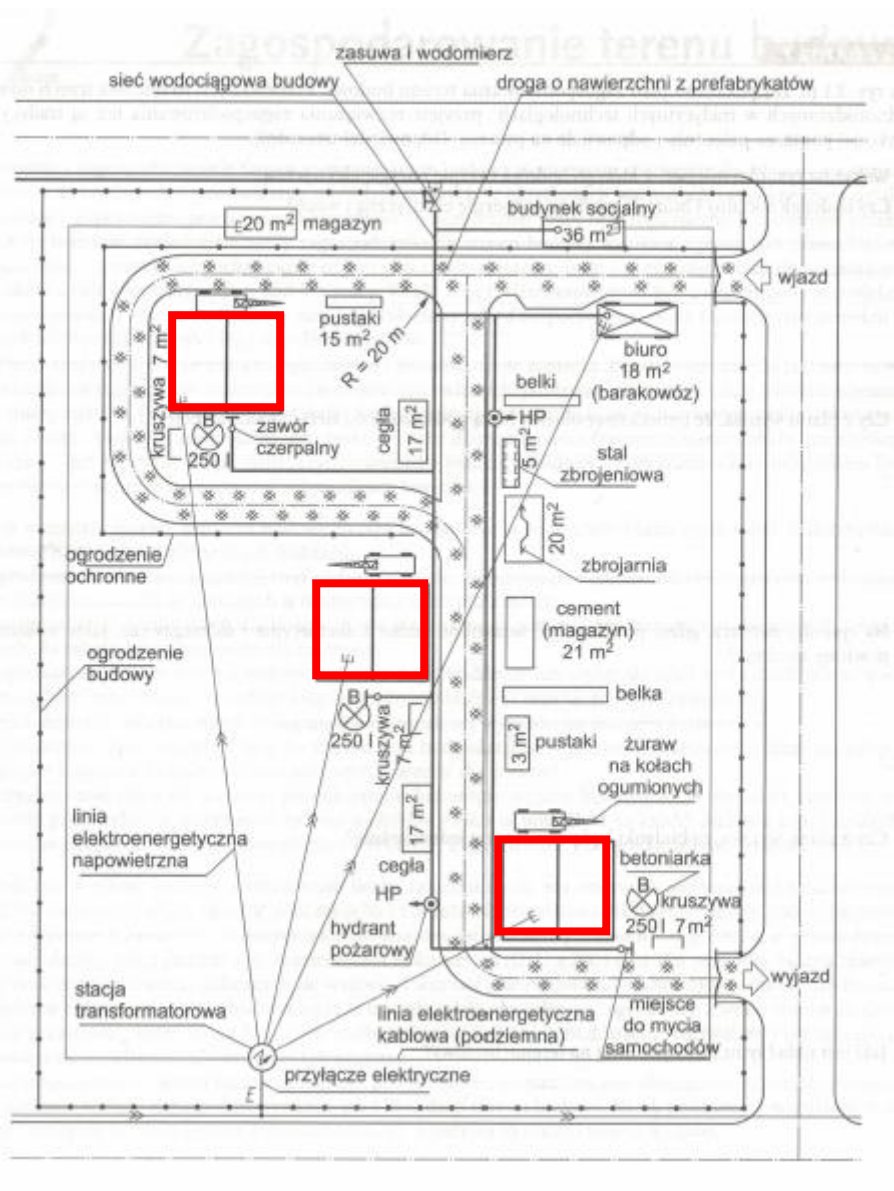 Zagospodarowanie terenu budowy
zasuwa i wodomierz
sieć wodociągowa budowy
droga o nawierzchni z prefabrykatów
E20 m² magazyn
budynek socjalny
36 m²
wjazd
pustaki
15 m²
R = 20 m
kruszywa 7 m²
biuro
18 m²
(barakowóz)
belki
HP
cegła
17 m²
B
250 l
zawór
czerpalny
5 m²
stal
zbrojeniowa
20 m²
zbrojarnia
ogrodzenie
ochronne
cement
(magazyn)
21 m²
E
ogrodzenie
budowy
belka
B
250 l
kruszywa
7 m²
3 m²
pustaki
żuraw
na kołach
ogumionych
linia
elektroenergetyczna
napowietrzna
17 m²
cegła
HP
betoniarka
B
kruszywa
250 l 7 m²
hydrant
pożarowy
wyjazd
stacja
transformatorowa
linia elektroenergetyczna
kablowa (podziemna)
miejsce
do mycia
samochodów
przyłącze elektryczne
E